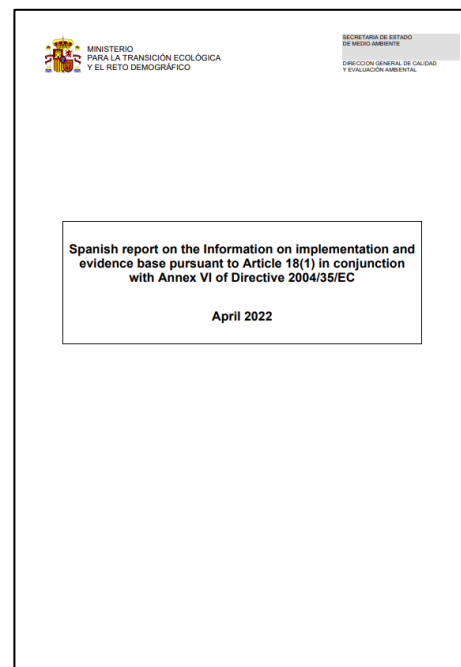 MINISTERIO
PARA LA TRANSICIÓN ECOLÓGICA
Y EL RETO DEMOGRÁFICO
SECRETARIA DE ESTADO
DE MEDIO AMBIENTE
DIRECCION GENERAL DE CALIDAD
Y EVALUACIÓN AMBIENTAL
Spanish report on the Information on implementation and
evidence base pursuant to Article 18(1) in conjunction
with Annex VI of Directive 2004/35/EC
April 2022